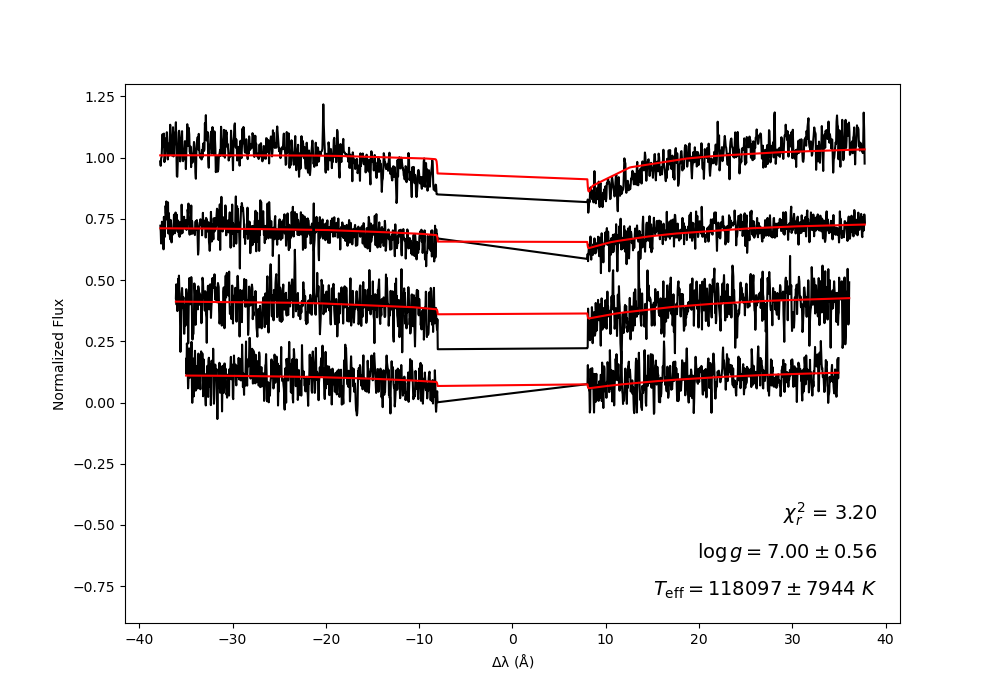 1.25
1.00
0.75
0.50
0.25
0.00
−0.25
−0.50
−0.75
Normalized Flux
χ²ᵣ = 3.20
log g = 7.00 ± 0.56
T_eff = 118097 ± 7944 K
−40 −30 −20 −10 0 10 20 30 40
Δλ (Å)